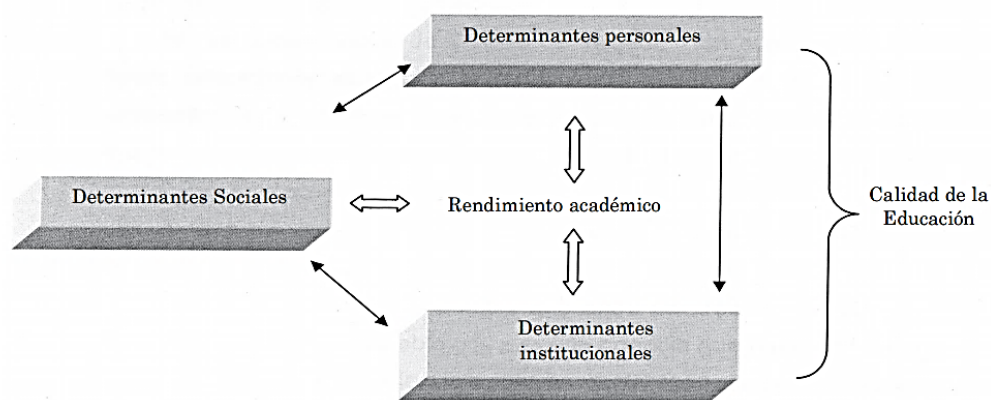 Determinantes personales
Determinantes Sociales
Rendimiento académico
Calidad de la
Educación
Determinantes
institucionales